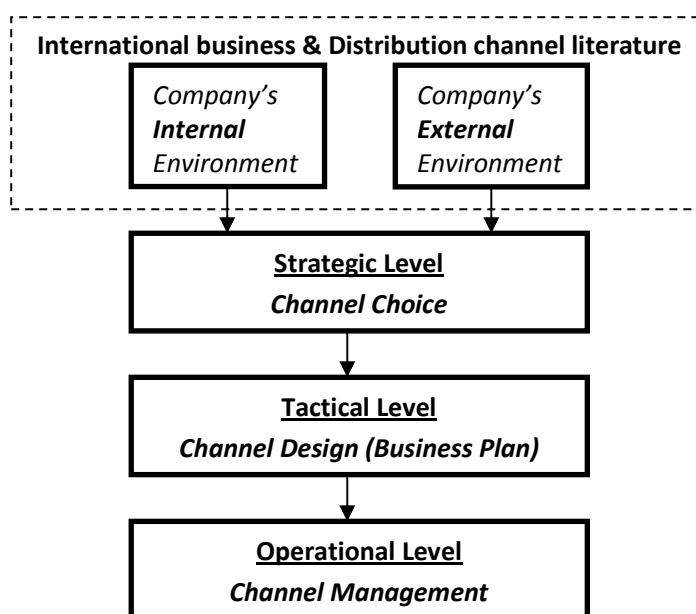 International business & Distribution channel literature
Company’s
Internal
Environment
Company’s
External
Environment
Strategic Level
Channel Choice
Tactical Level
Channel Design (Business Plan)
Operational Level
Channel Management